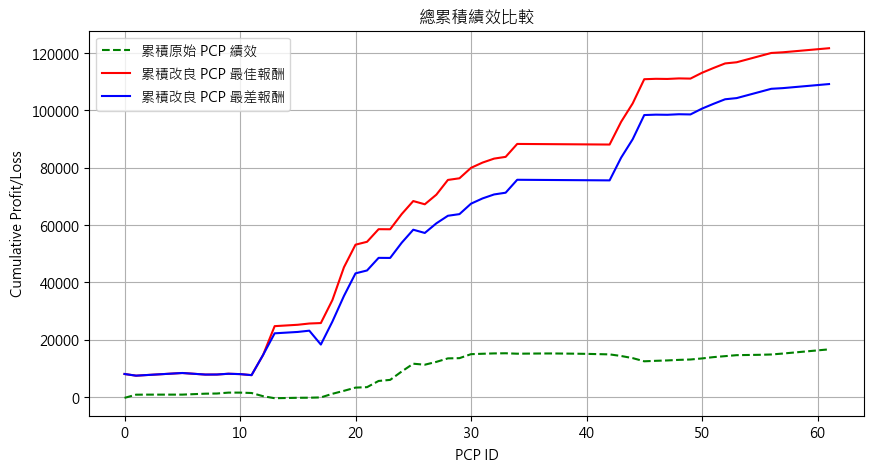 總累積績效比較
累積原始 PCP 績效
累積改良 PCP 最佳報酬
累積改良 PCP 最差報酬
Cumulative Profit/Loss
120000
100000
80000
60000
40000
20000
0
0 10 20 30 40 50 60
PCP ID